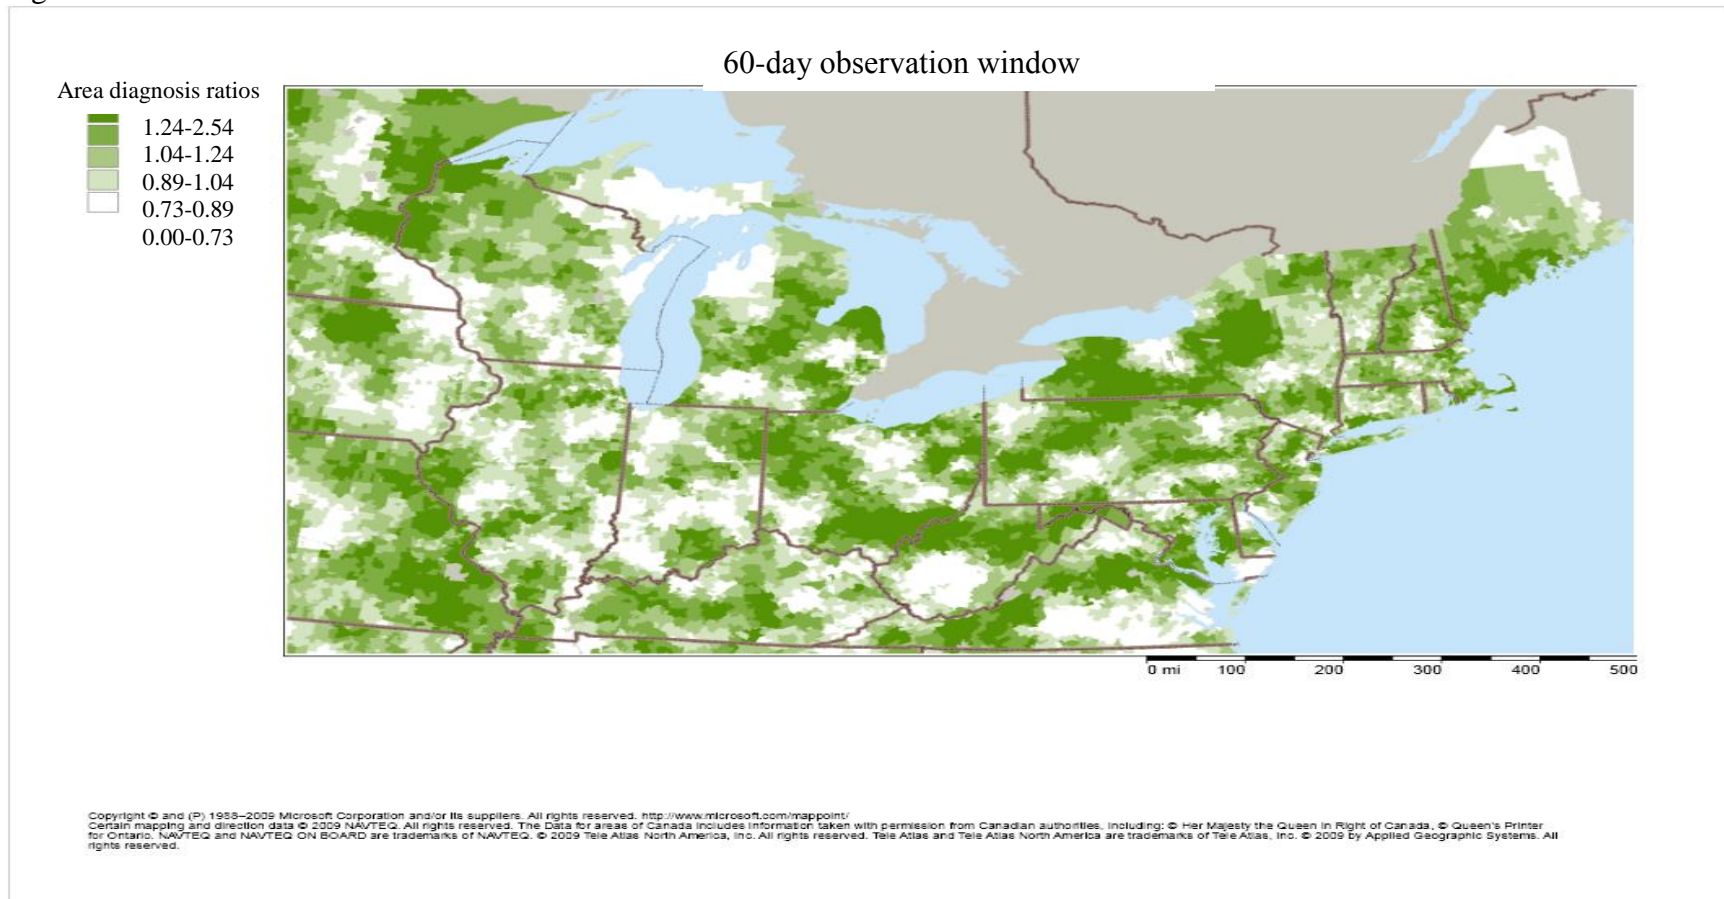 60-day observation window
Area diagnosis ratios
1.24-2.54
1.04-1.24
0.89-1.04
0.73-0.89
0.00-0.73
0 mi 100 200 300 400 500
Copyright © and (P) 1988–2009 Microsoft Corporation and/or its suppliers. All rights reserved. http://www.microsoft.com/mappoint/
Certain mapping and direction data © 2009 NAVTEQ. All rights reserved. The Data for areas of Canada includes information taken with permission from Canadian authorities, including: © Her Majesty the Queen in Right of Canada, © Queen's Printer
for Ontario. NAVTEQ and NAVTEQ ON BOARD are trademarks of NAVTEQ. © 2009 Tele Atlas North America, Inc. All rights reserved. Tele Atlas and Tele Atlas North America are trademarks of Tele Atlas, Inc. © 2009 by Applied Geographic Systems. All
rights reserved.